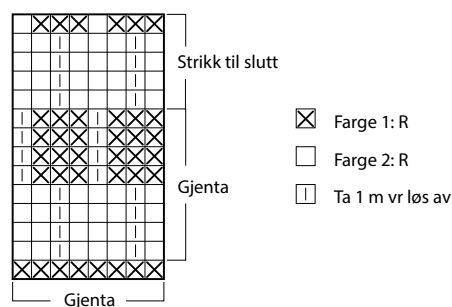 Strikk til slutt
Gjenta
Gjenta
Farge 1: R
Farge 2: R
Ta 1 m vr løs av